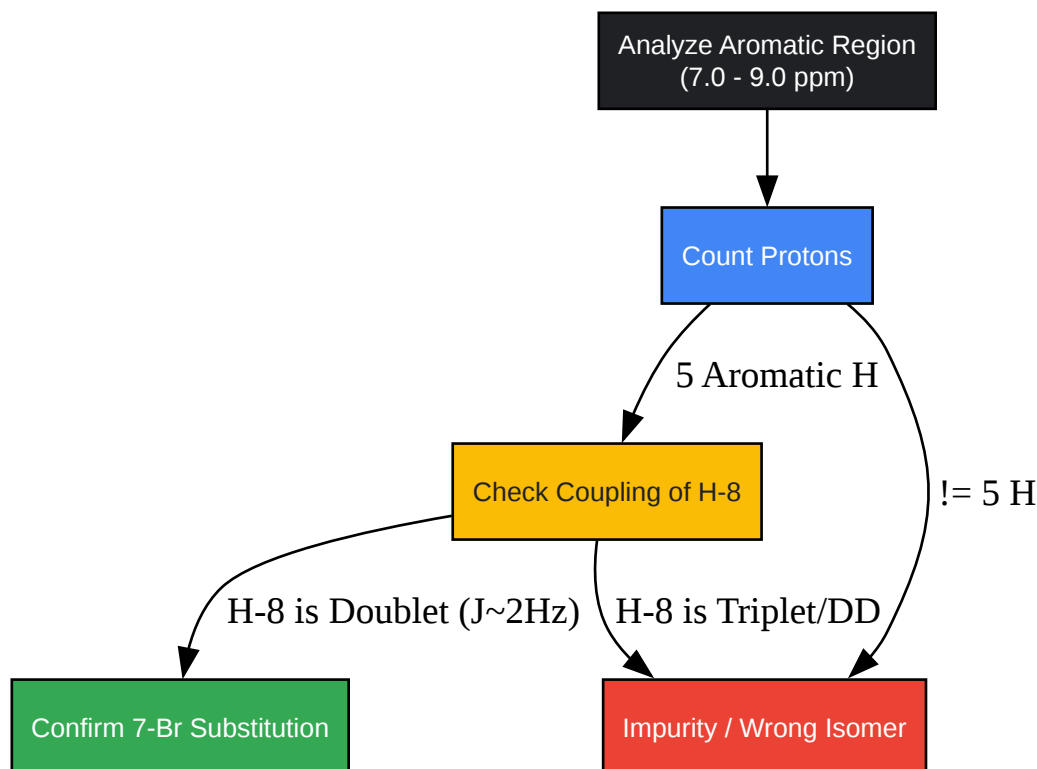 Analyze Aromatic Region
(7.0 - 9.0 ppm)
Count Protons
5 Aromatic H
Check Coupling of H-8
!= 5 H
H-8 is Doublet (J~2Hz)
H-8 is Triplet/DD
Confirm 7-Br Substitution
Impurity / Wrong Isomer